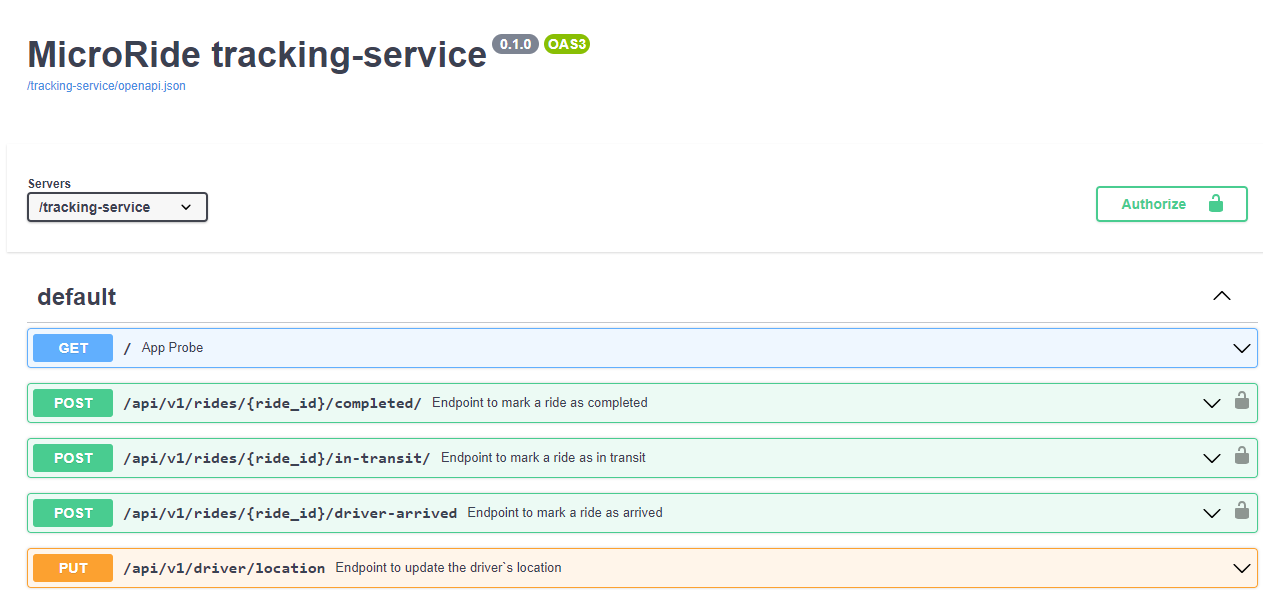 MicroRide tracking-service 0.1.0 OAS3
/tracking-service/openapi.json
Servers
/tracking-service
Authorize
default
GET / App Probe
POST /api/v1/rides/{ride_id}/completed/ Endpoint to mark a ride as completed
POST /api/v1/rides/{ride_id}/in-transit/ Endpoint to mark a ride as in transit
POST /api/v1/rides/{ride_id}/driver-arrived Endpoint to mark a ride as arrived
PUT /api/v1/driver/location Endpoint to update the driver`s location